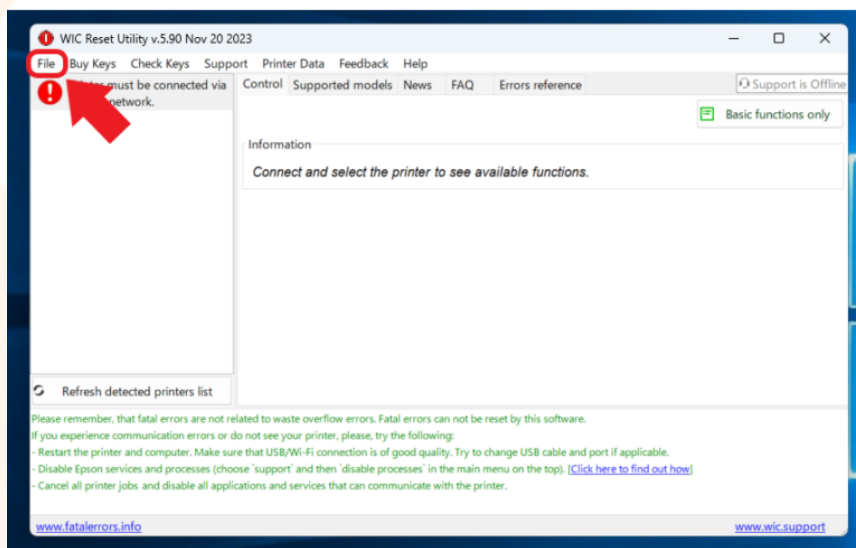 WIC Reset Utility v.5.90 Nov 20 2023
File Buy Keys Check Keys Support Printer Data Feedback Help
must be connected via
network.
Control Supported models News FAQ Errors reference
Support is Offline
Basic functions only
Information
Connect and select the printer to see available functions.
Refresh detected printers list
Please remember, that fatal errors are not related to waste overflow errors. Fatal errors can not be reset by this software.
If you experience communication errors or do not see your printer, please, try the following:
- Restart the printer and computer. Make sure that USB/Wi-Fi connection is of good quality. Try to change USB cable and port if applicable.
- Disable Epson services and processes (choose `support` and then `disable processes` in the main menu on the top). [Click here to find out how]
- Cancel all printer jobs and disable all applications and services that can communicate with the printer.
www.fatalerrors.info
www.wic.support